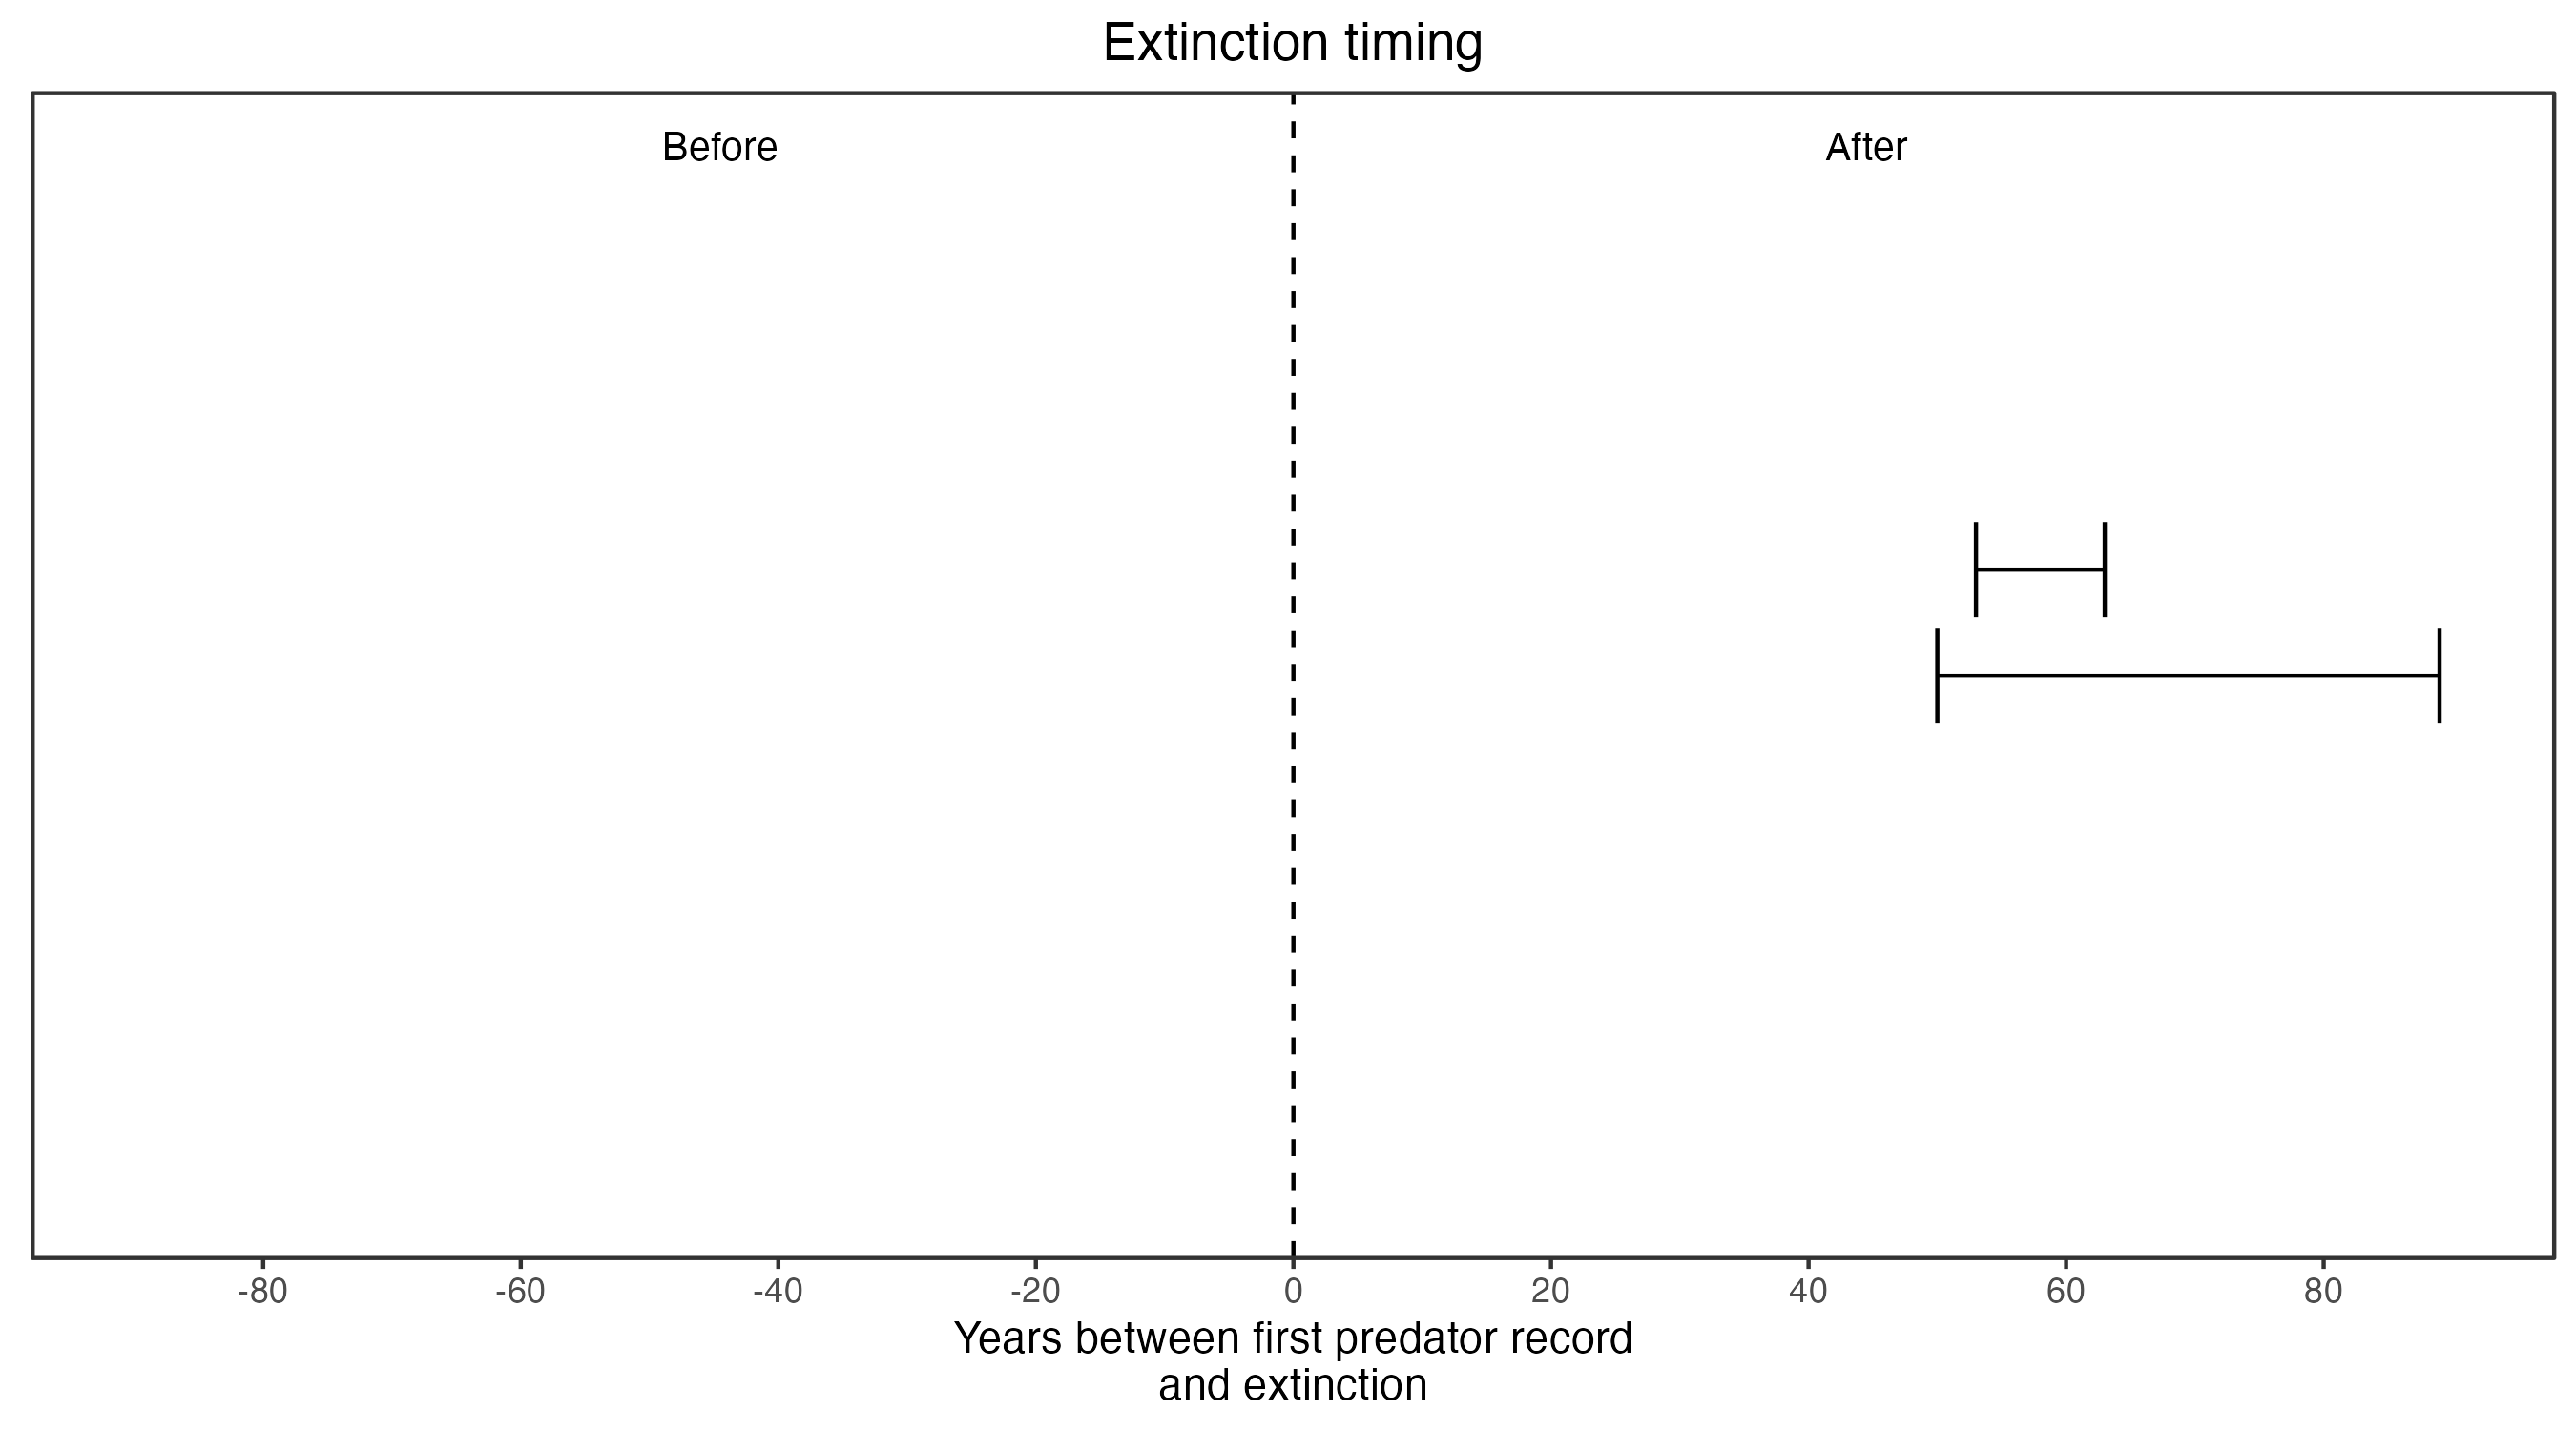 Extinction timing
Before After
-80 -60 -40 -20 0 20 40 60 80
Years between first predator record
and extinction